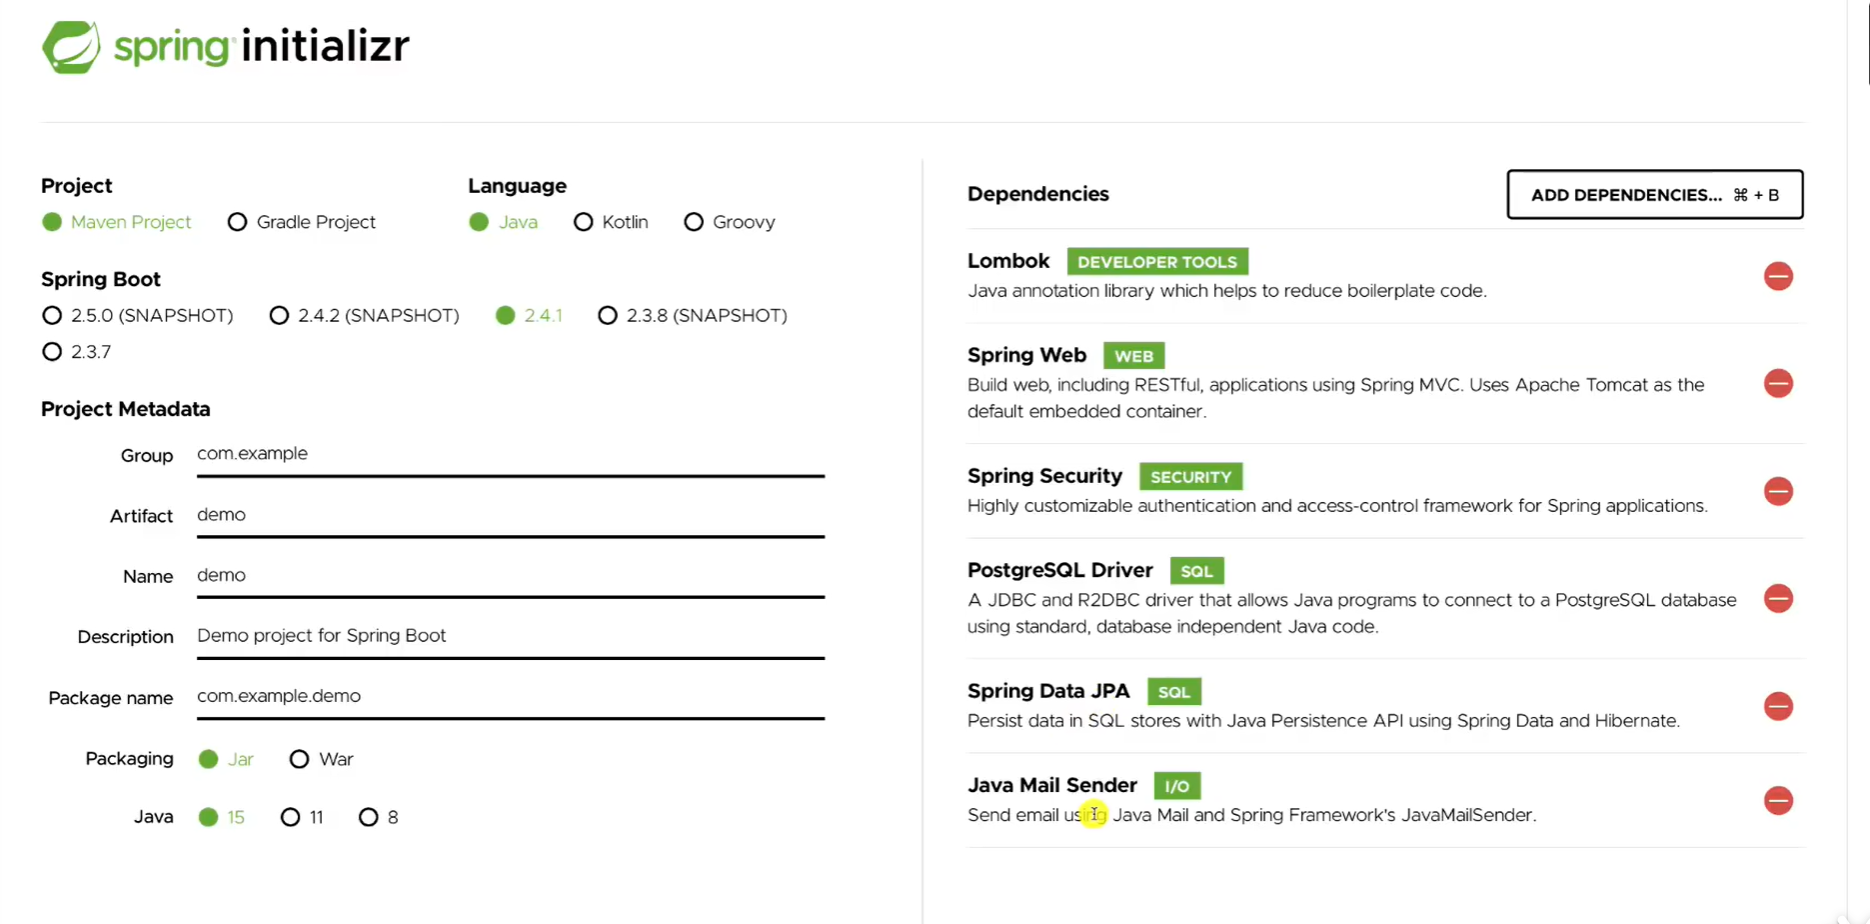 spring initializr
Project
Maven Project Gradle Project
Language
Java Kotlin Groovy
Spring Boot
2.5.0 (SNAPSHOT) 2.4.2 (SNAPSHOT) 2.4.1 2.3.8 (SNAPSHOT)
2.3.7
Project Metadata
Group com.example
Artifact demo
Name demo
Description Demo project for Spring Boot
Package name com.example.demo
Packaging Jar War
Java 15 11 8
Dependencies
ADD DEPENDENCIES... ⌘ + B
Lombok DEVELOPER TOOLS
Java annotation library which helps to reduce boilerplate code.
Spring Web WEB
Build web, including RESTful, applications using Spring MVC. Uses Apache Tomcat as the
default embedded container.
Spring Security SECURITY
Highly customizable authentication and access-control framework for Spring applications.
PostgreSQL Driver SQL
A JDBC and R2DBC driver that allows Java programs to connect to a PostgreSQL database
using standard, database independent Java code.
Spring Data JPA SQL
Persist data in SQL stores with Java Persistence API using Spring Data and Hibernate.
Java Mail Sender I/O
Send email using Java Mail and Spring Framework's JavaMailSender.